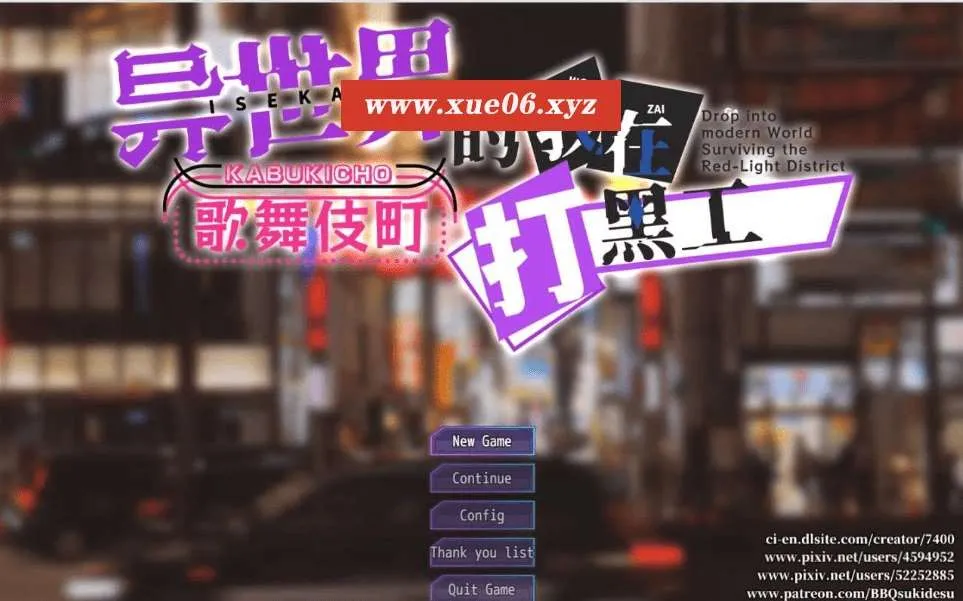 异世界
ISEKA
www.xue06.xyz
的我在
ZAI
Drop into
modern World
Surviving the
Red-Light District
KABUKICHO
歌舞伎町
打黑工
New Game
Continue
Config
Thank you list
Quit Game
ci-en.dlsite.com/creator/7400
www.pixiv.net/users/4594952
www.pixiv.net/users/52252885
www.patreon.com/BBQsukidesu